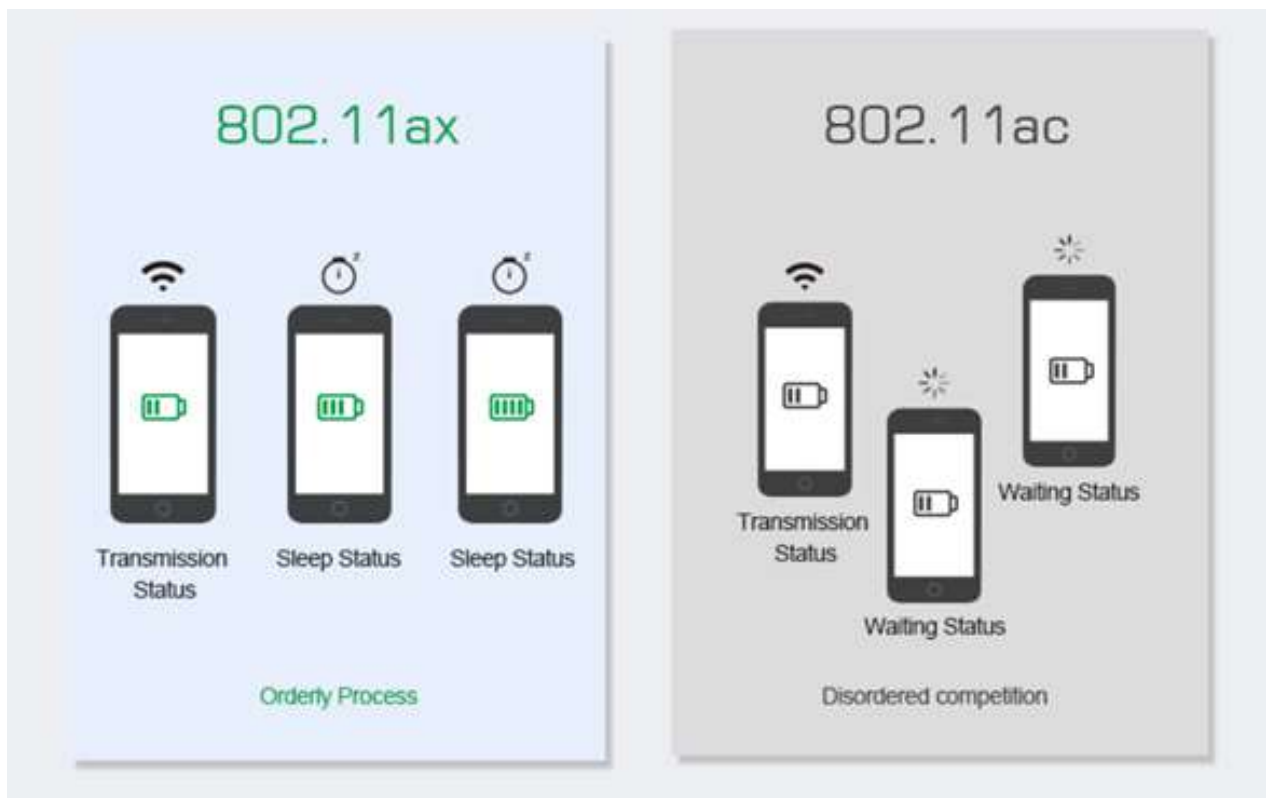 802.11ax
Transmission
Status
Sleep Status
Sleep Status
Orderly Process
802.11ac
Transmission
Status
Waiting Status
Waiting Status
Disordered competition